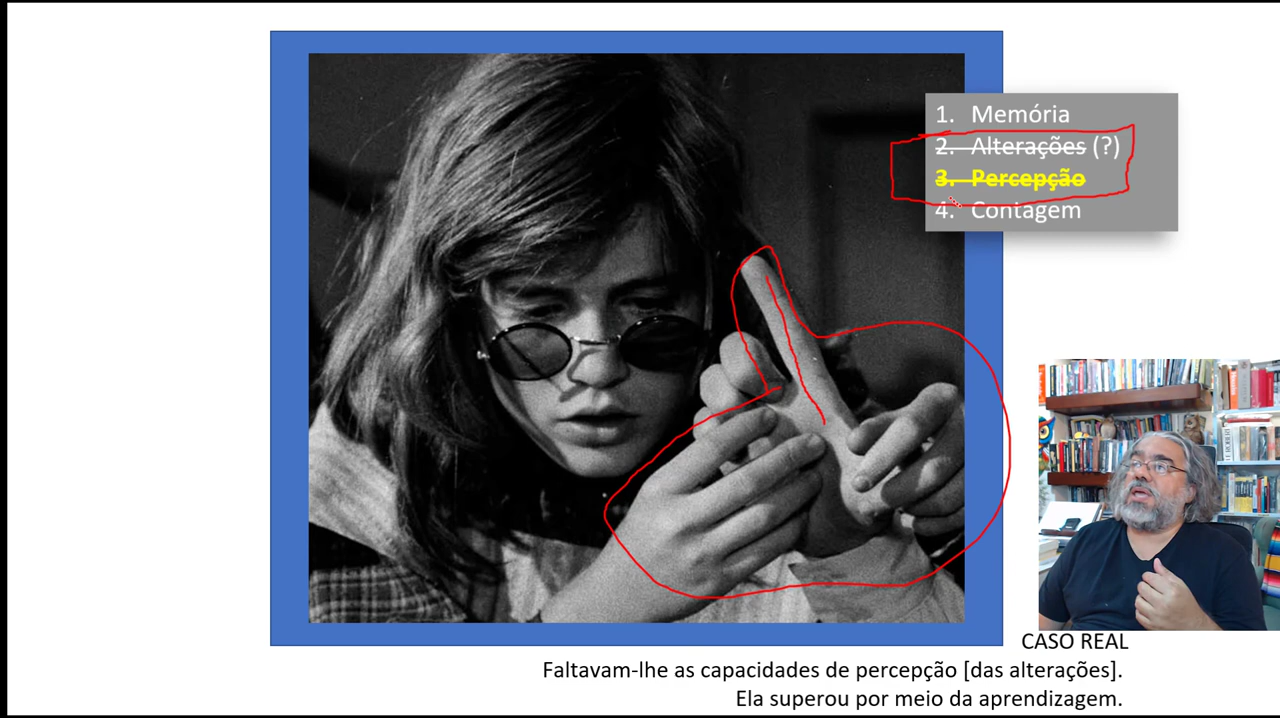 1. Memória
2. Alterações (?)
3. Percepção
4. Contagem
CASO REAL
Faltavam-lhe as capacidades de percepção [das alterações].
Ela superou por meio da aprendizagem.